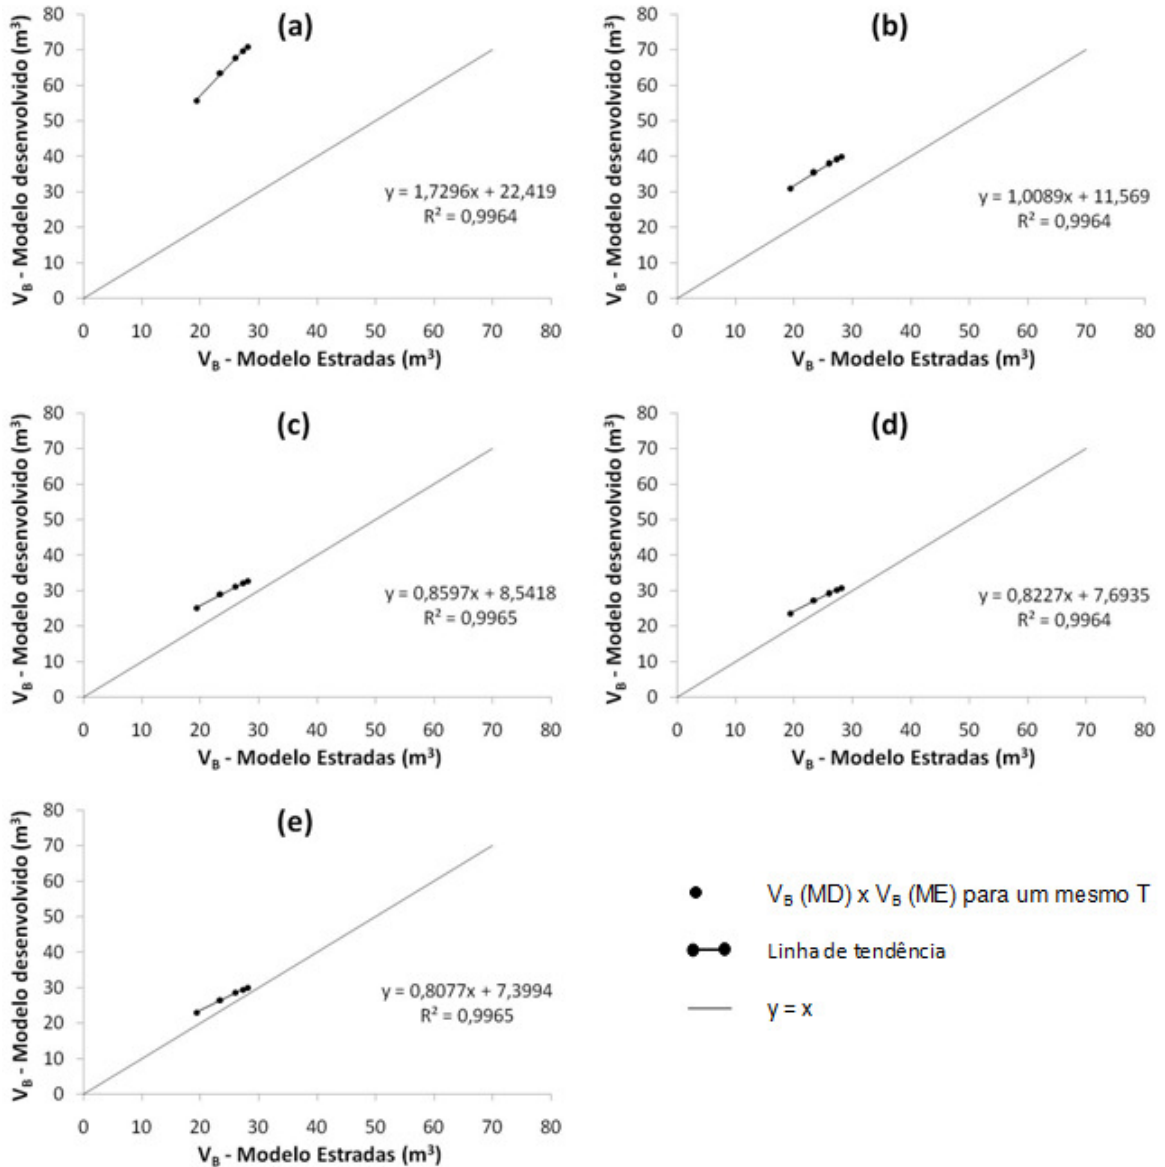 (a)
V_B - Modelo desenvolvido (m³)
80
70
60
50
40
30
20
10
0
y = 1,7296x + 22,419
R² = 0,9964
0 10 20 30 40 50 60 70 80
V_B - Modelo Estradas (m³)
(b)
V_B - Modelo desenvolvido (m³)
80
70
60
50
40
30
20
10
0
y = 1,0089x + 11,569
R² = 0,9964
0 10 20 30 40 50 60 70 80
V_B - Modelo Estradas (m³)
(c)
V_B - Modelo desenvolvido (m³)
80
70
60
50
40
30
20
10
0
y = 0,8597x + 8,5418
R² = 0,9965
0 10 20 30 40 50 60 70 80
V_B - Modelo Estradas (m³)
(d)
V_B - Modelo desenvolvido (m³)
80
70
60
50
40
30
20
10
0
y = 0,8227x + 7,6935
R² = 0,9964
0 10 20 30 40 50 60 70 80
V_B - Modelo Estradas (m³)
(e)
V_B - Modelo desenvolvido (m³)
80
70
60
50
40
30
20
10
0
y = 0,8077x + 7,3994
R² = 0,9965
0 10 20 30 40 50 60 70 80
V_B - Modelo Estradas (m³)
V_B (MD) x V_B (ME) para um mesmo T
Linha de tendência
y = x